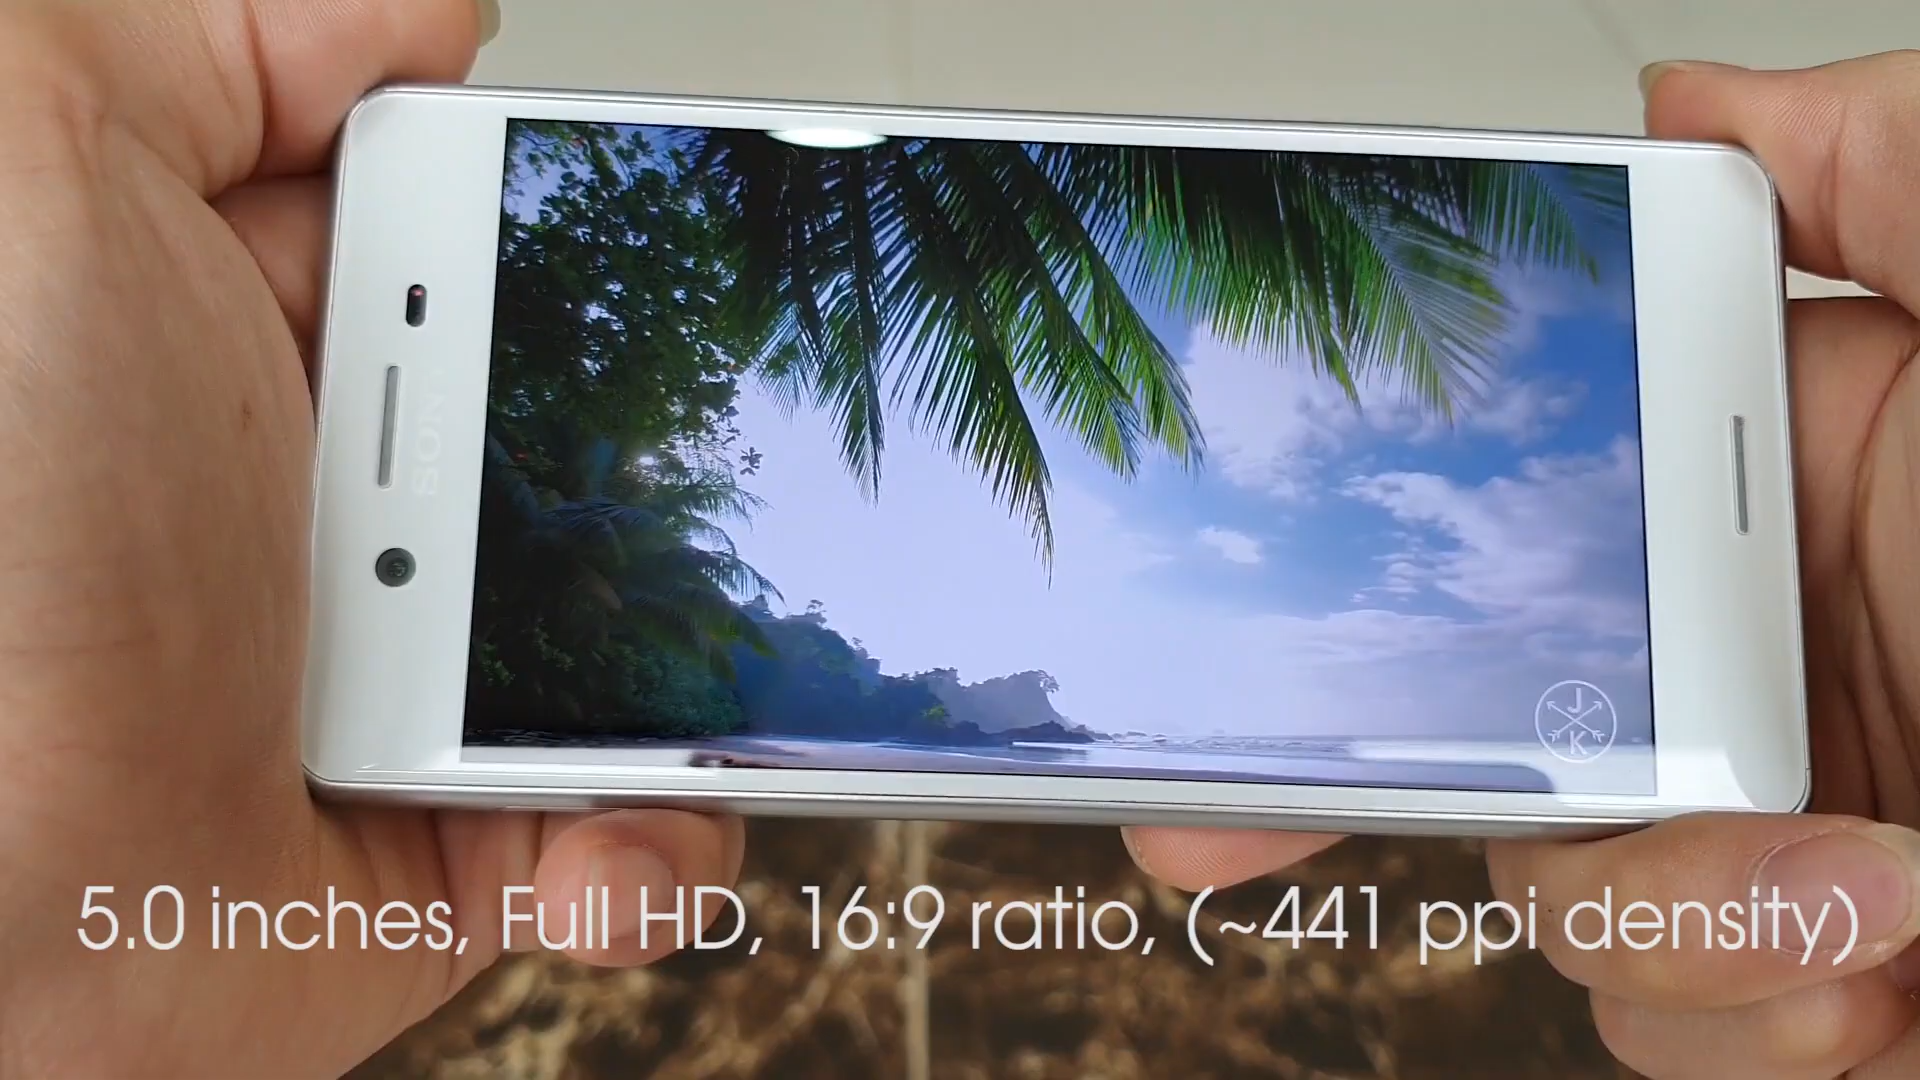 SONY
J
K
5.0 inches, Full HD, 16:9 ratio, (~441 ppi density)